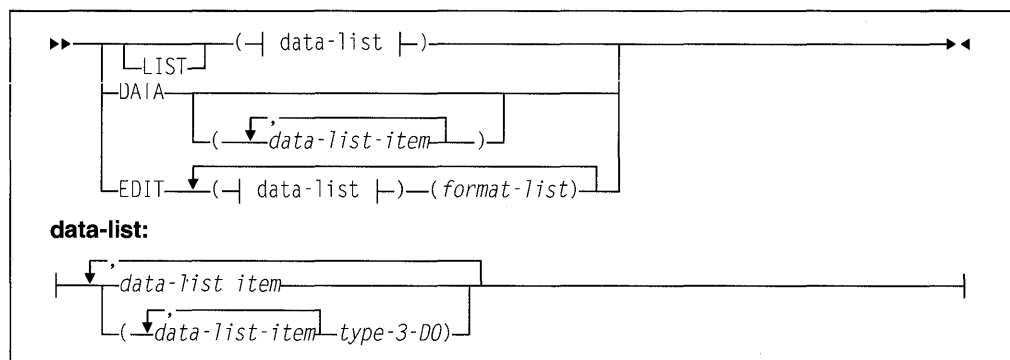 ( data-list )
LIST
DATA
,
( data-list-item )
EDIT ( data-list ) (format-list)
data-list:
,
data-list item
,
( data-list-item type-3-DO)